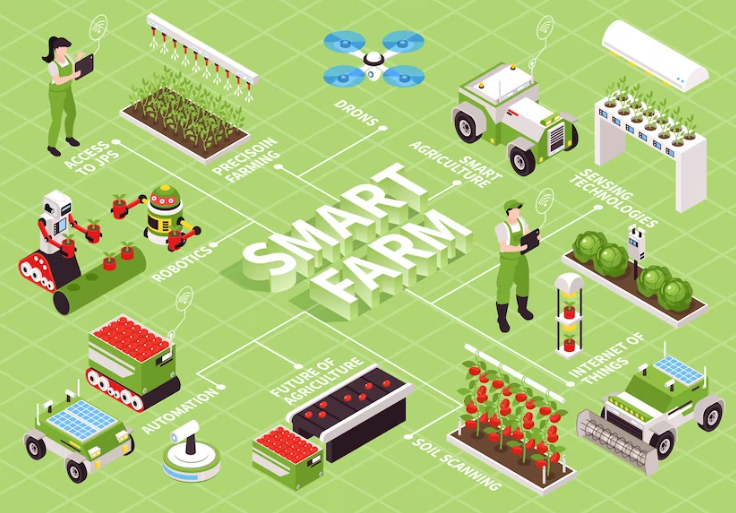 DRONS
ACCESS
TO JPS
PRECISOIN
FARMING
SMART
AGRICULTURE
SENSING
TECHNOLOGIES
SMART
FARM
ROBOTICS
INTERNET OF
THINGS
AUTOMATION
FUTURE OF
AGRICULTURE
SOIL SCANNING